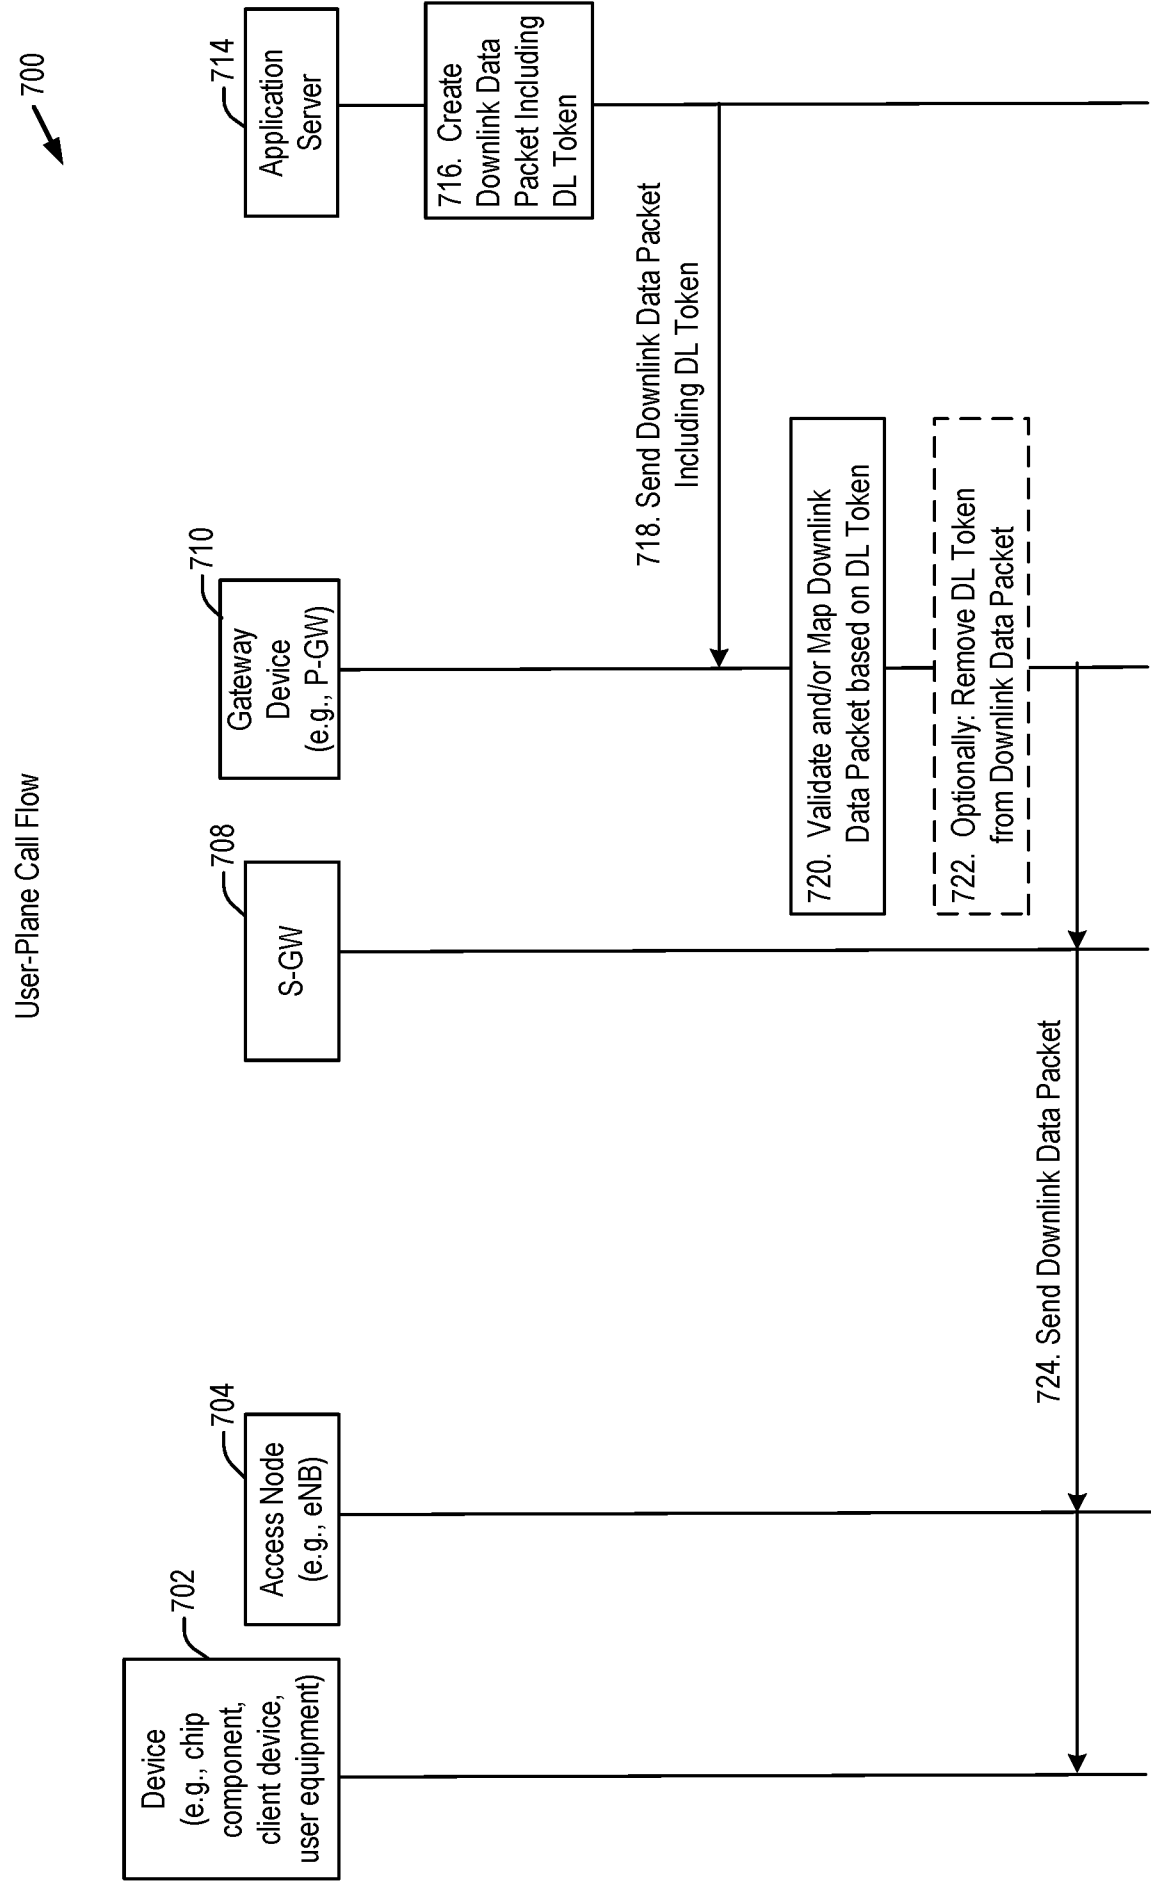 User-Plane Call Flow
700
Device
(e.g., chip
component,
client device,
user equipment)
702
Access Node
(e.g., eNB)
704
S-GW
708
Gateway
Device
(e.g., P-GW)
710
Application
Server
714
716. Create
Downlink Data
Packet Including
DL Token
718. Send Downlink Data Packet
Including DL Token
720. Validate and/or Map Downlink
Data Packet based on DL Token
722. Optionally: Remove DL Token
from Downlink Data Packet
724. Send Downlink Data Packet